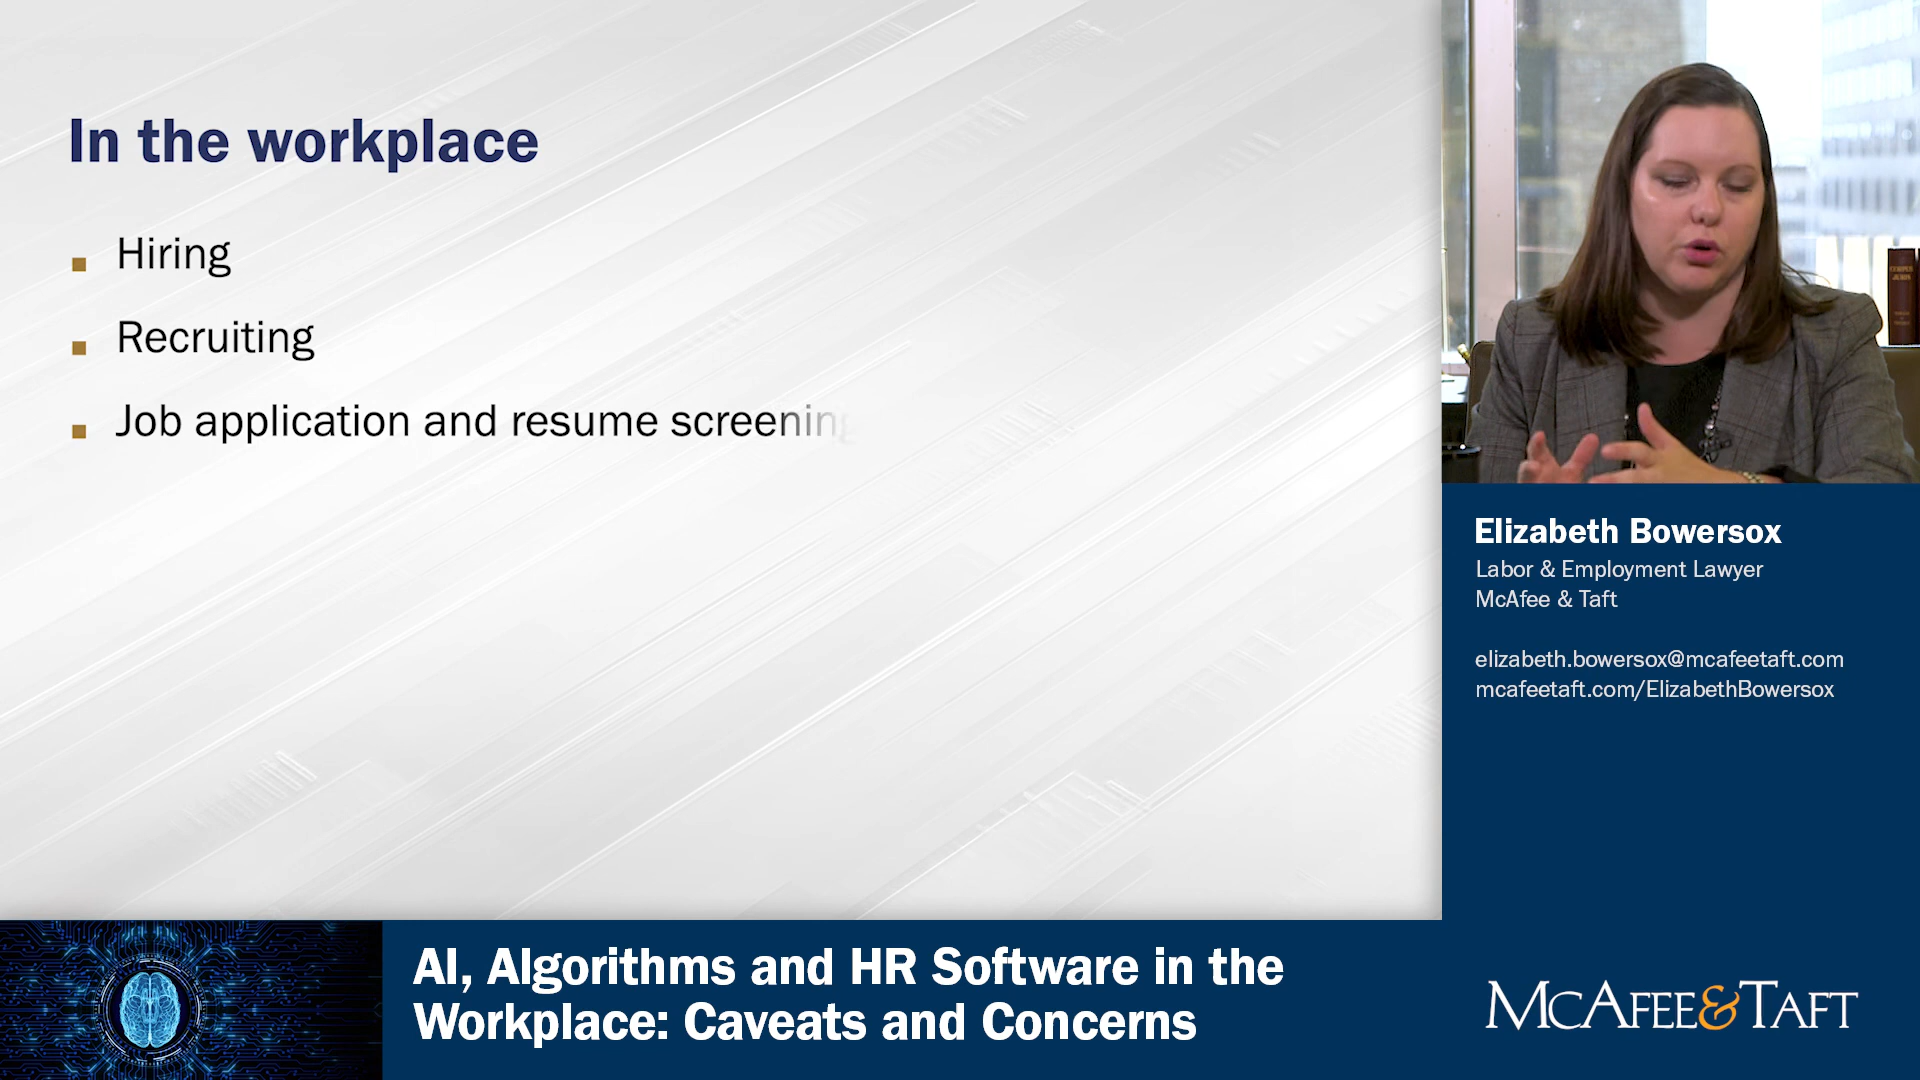 In the workplace
Hiring
Recruiting
Job application and resume screening
Elizabeth Bowersox
Labor & Employment Lawyer
McAfee & Taft
elizabeth.bowersox@mcafeetaft.com
mcafeetaft.com/ElizabethBowersox
AI, Algorithms and HR Software in the
Workplace: Caveats and Concerns
MCAFEE&TAFT